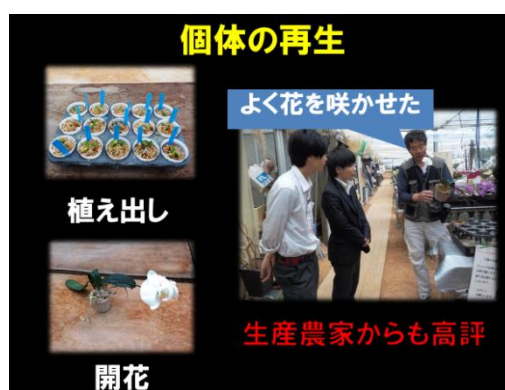 個体の再生
よく花を咲かせた
植え出し
生産農家からも高評
開花